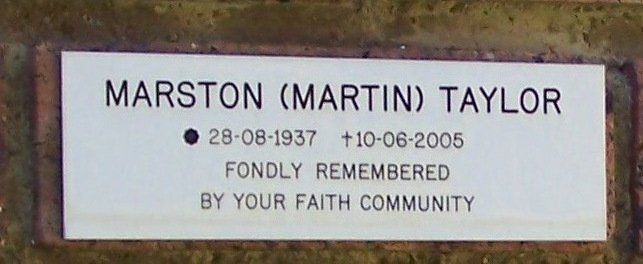 MARSTON (MARTIN) TAYLOR
● 28-08-1937 †10-06-2005
FONDLY REMEMBERED
BY YOUR FAITH COMMUNITY